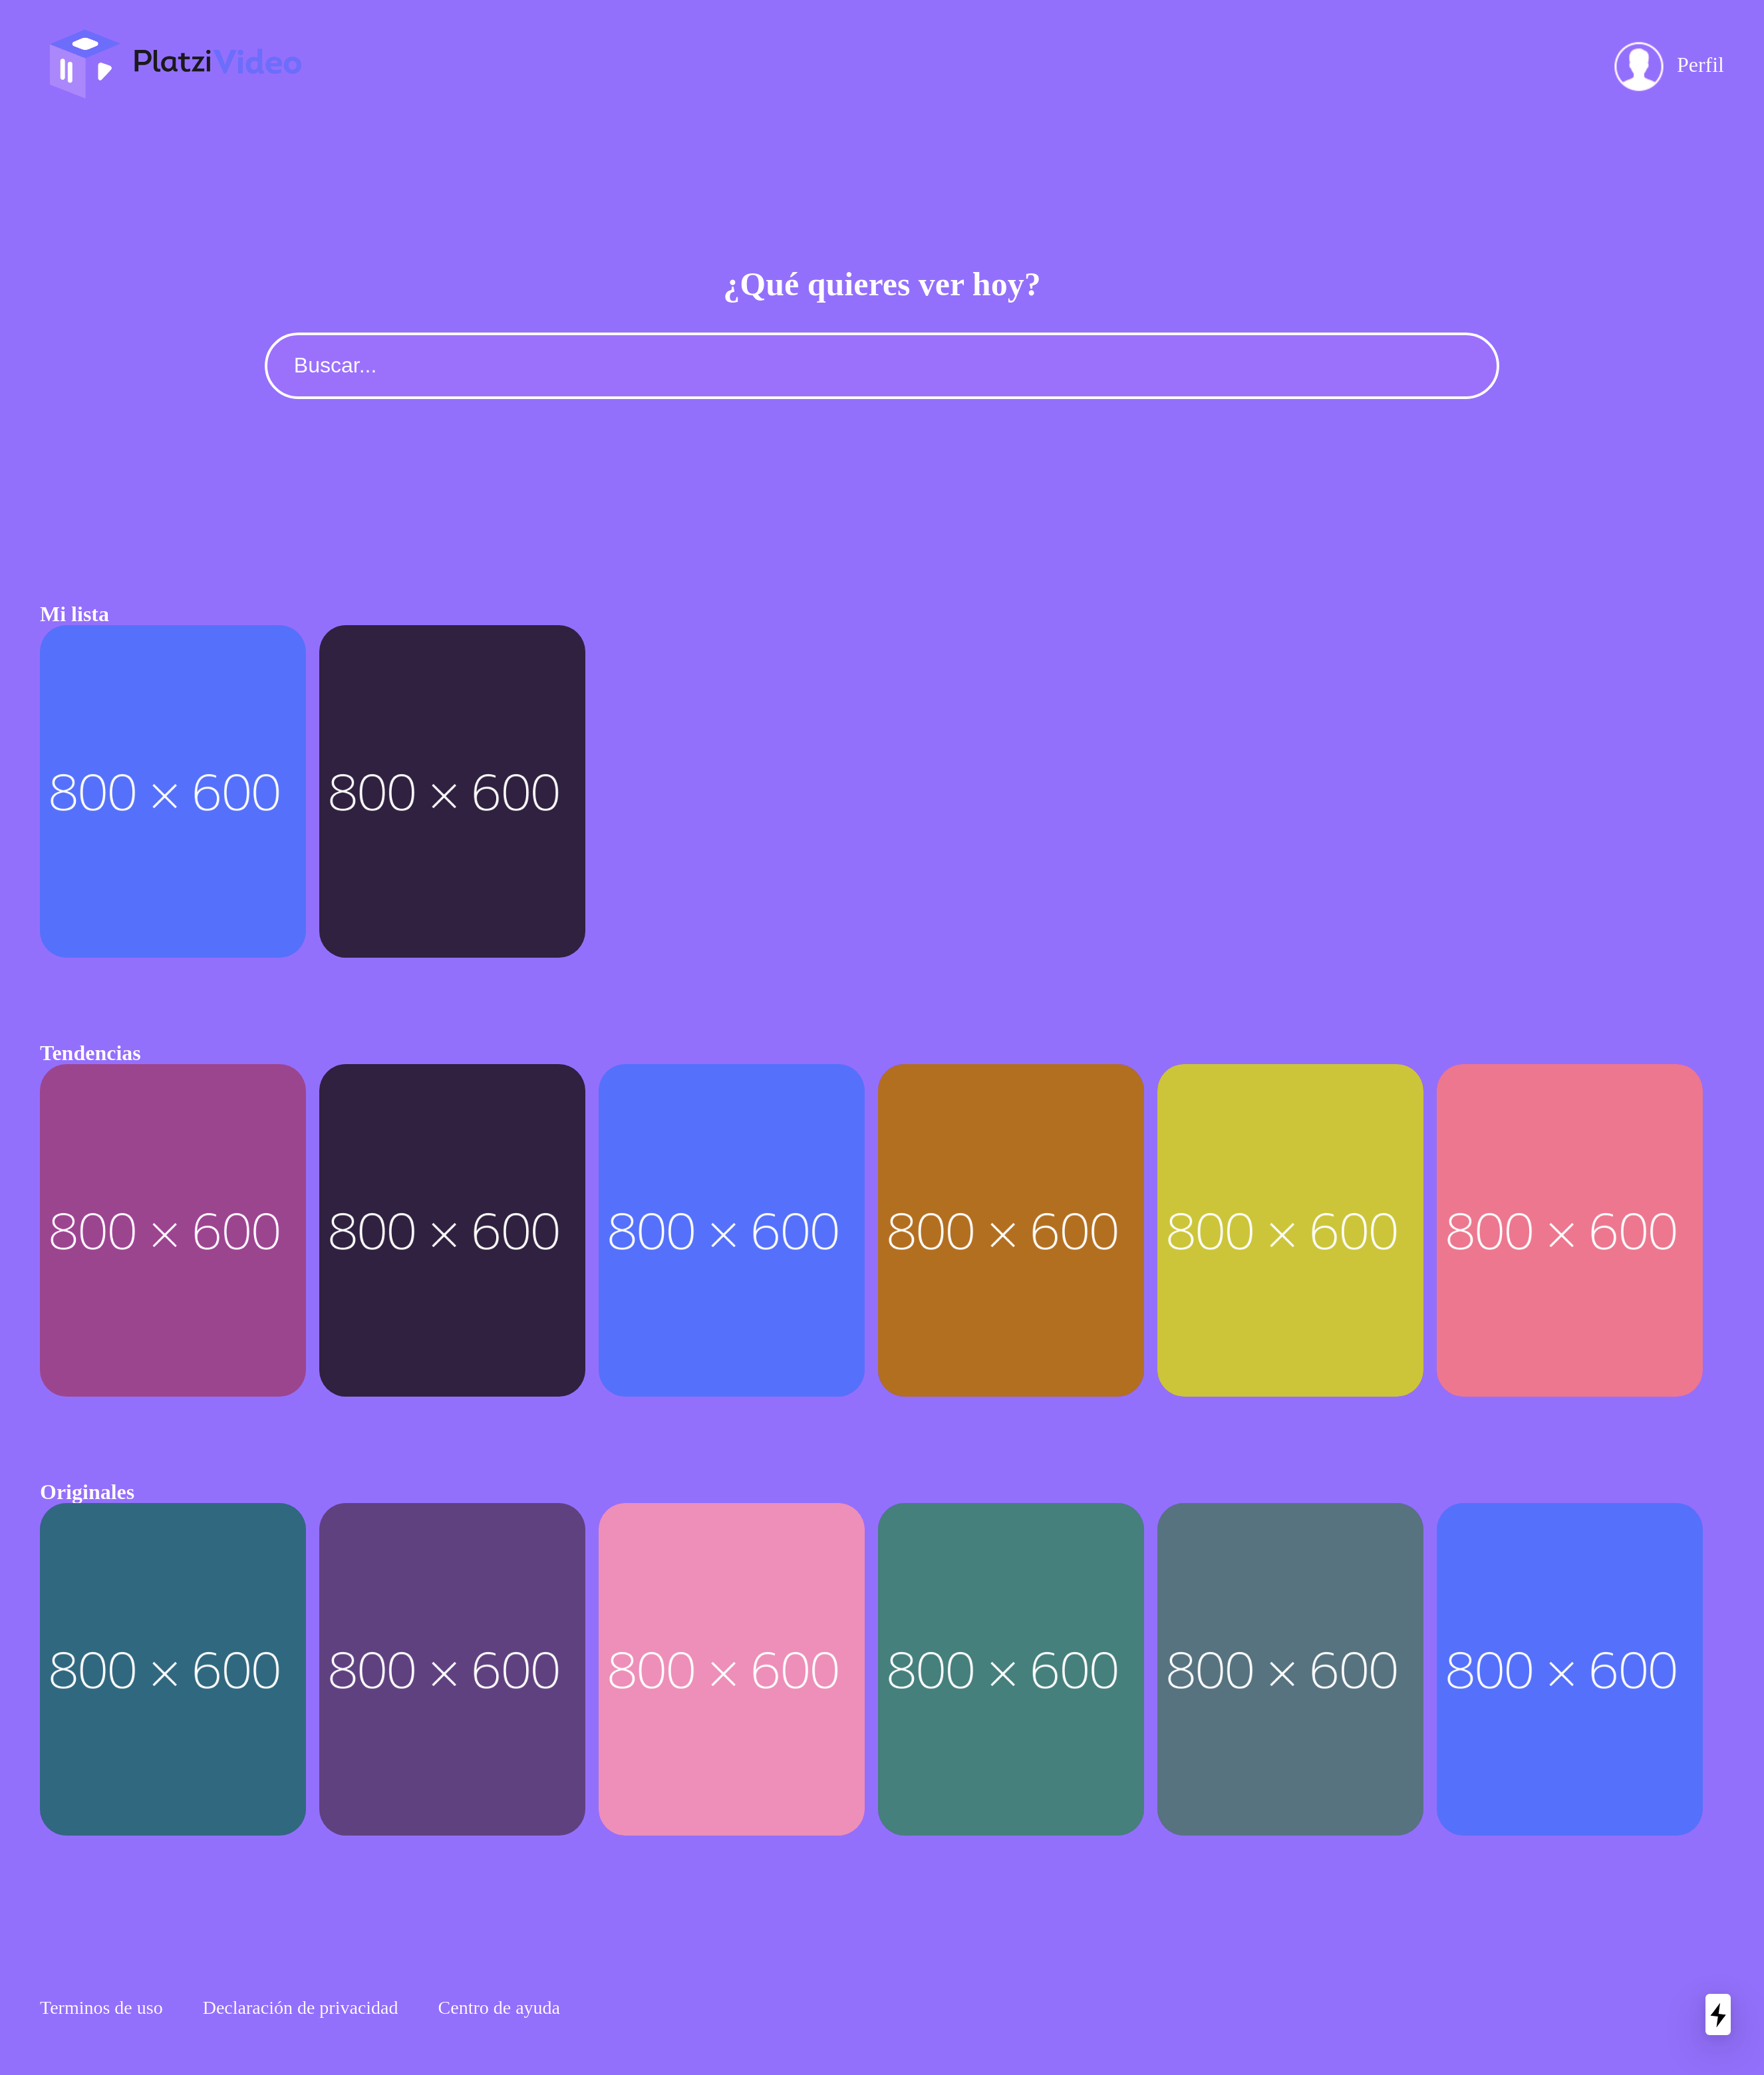 PlatziVideo
Perfil
¿Qué quieres ver hoy?
Buscar...
Mi lista
800 × 600
800 × 600
Tendencias
800 × 600
800 × 600
800 × 600
800 × 600
800 × 600
800 × 600
Originales
800 × 600
800 × 600
800 × 600
800 × 600
800 × 600
800 × 600
Terminos de uso
Declaración de privacidad
Centro de ayuda